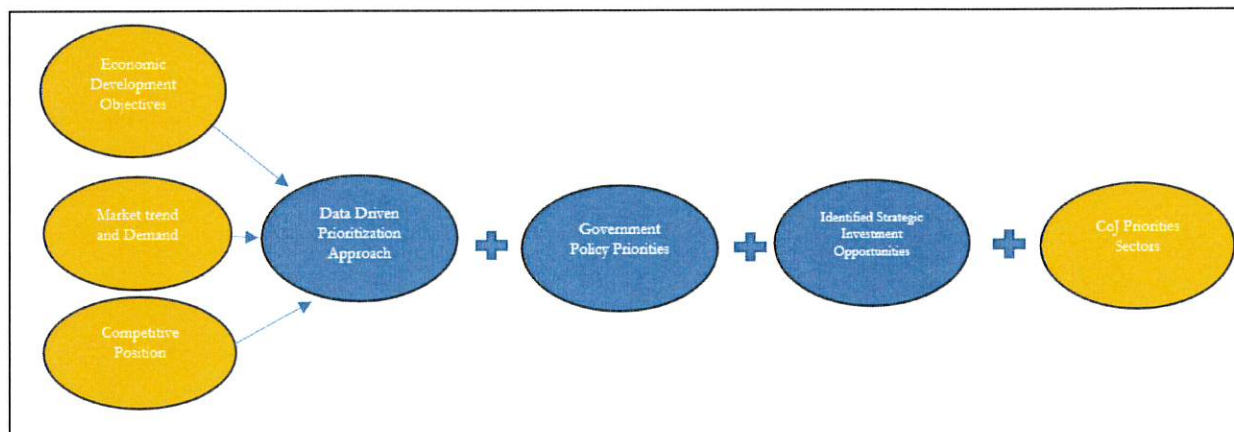 Economic
Development
Objectives
Market trend
and Demand
Competitive
Position
Data Driven
Prioritization
Approach
Government
Policy Priorities
Identified Strategic
Investment
Opportunities
CoJ Priorities
Sectors